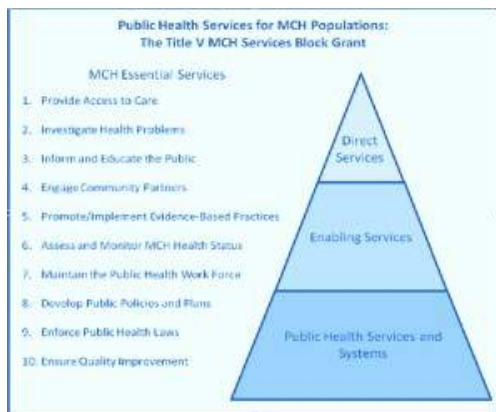 Public Health Services for MCH Populations:
The Title V MCH Services Block Grant
MCH Essential Services
1. Provide Access to Care
2. Investigate Health Problems
3. Inform and Educate the Public
4. Engage Community Partners
5. Promote/Implement Evidence-Based Practices
6. Assess and Monitor MCH Health Status
7. Maintain the Public Health Work Force
8. Develop Public Policies and Plans
9. Enforce Public Health Laws
10. Ensure Quality Improvement
Direct
Services
Enabling Services
Public Health Services and
Systems